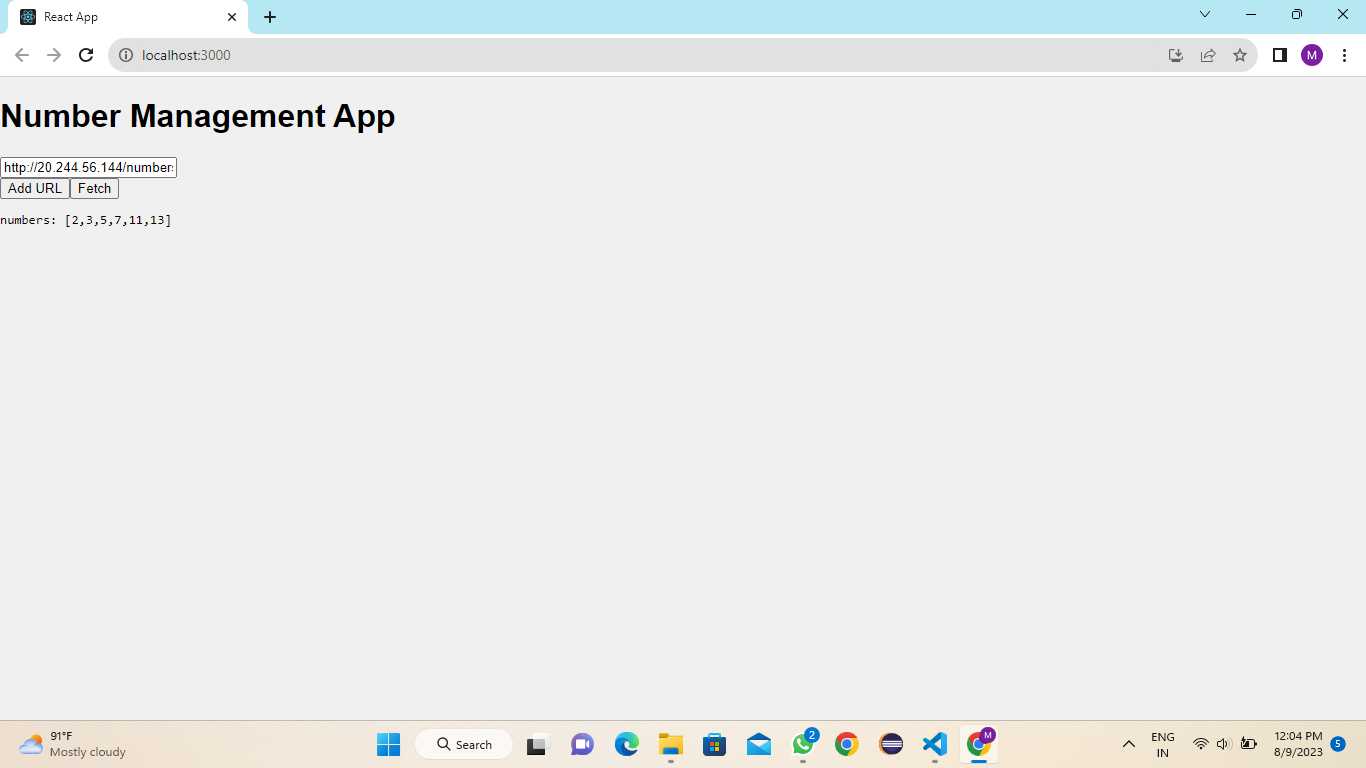 React App
localhost:3000
M
Number Management App
http://20.244.56.144/number
Add URL Fetch
numbers: [2,3,5,7,11,13]
91°F
Mostly cloudy
Search
2
M
ENG
IN
12:04 PM
8/9/2023
5